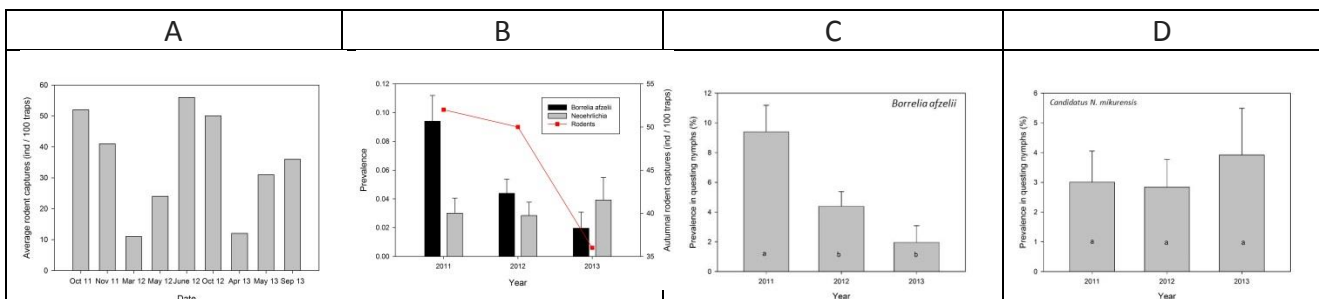 A
B
C
D
Average rodent captures (ind / 100 traps)
60
50
40
30
20
10
0
Oct 11 Nov 11 Mar 12 May 12 June 12 Oct 12 Apr 13 May 13 Sep 13
Date
Prevalence
0.12
0.10
0.08
0.06
0.04
0.02
0.00
Borrelia afzelii
Neoehrlichia
Rodents
55
50
45
40
35
Autumnal rodent captures (ind / 100 traps)
2011 2012 2013
Year
Borrelia afzelii
Prevalence in questing nymphs (%)
12
10
8
6
4
2
0
a b b
2011 2012 2013
Year
Candidatus N. mikurensis
Prevalence in questing nymphs (%)
6
5
4
3
2
1
0
a a a
2011 2012 2013
Year